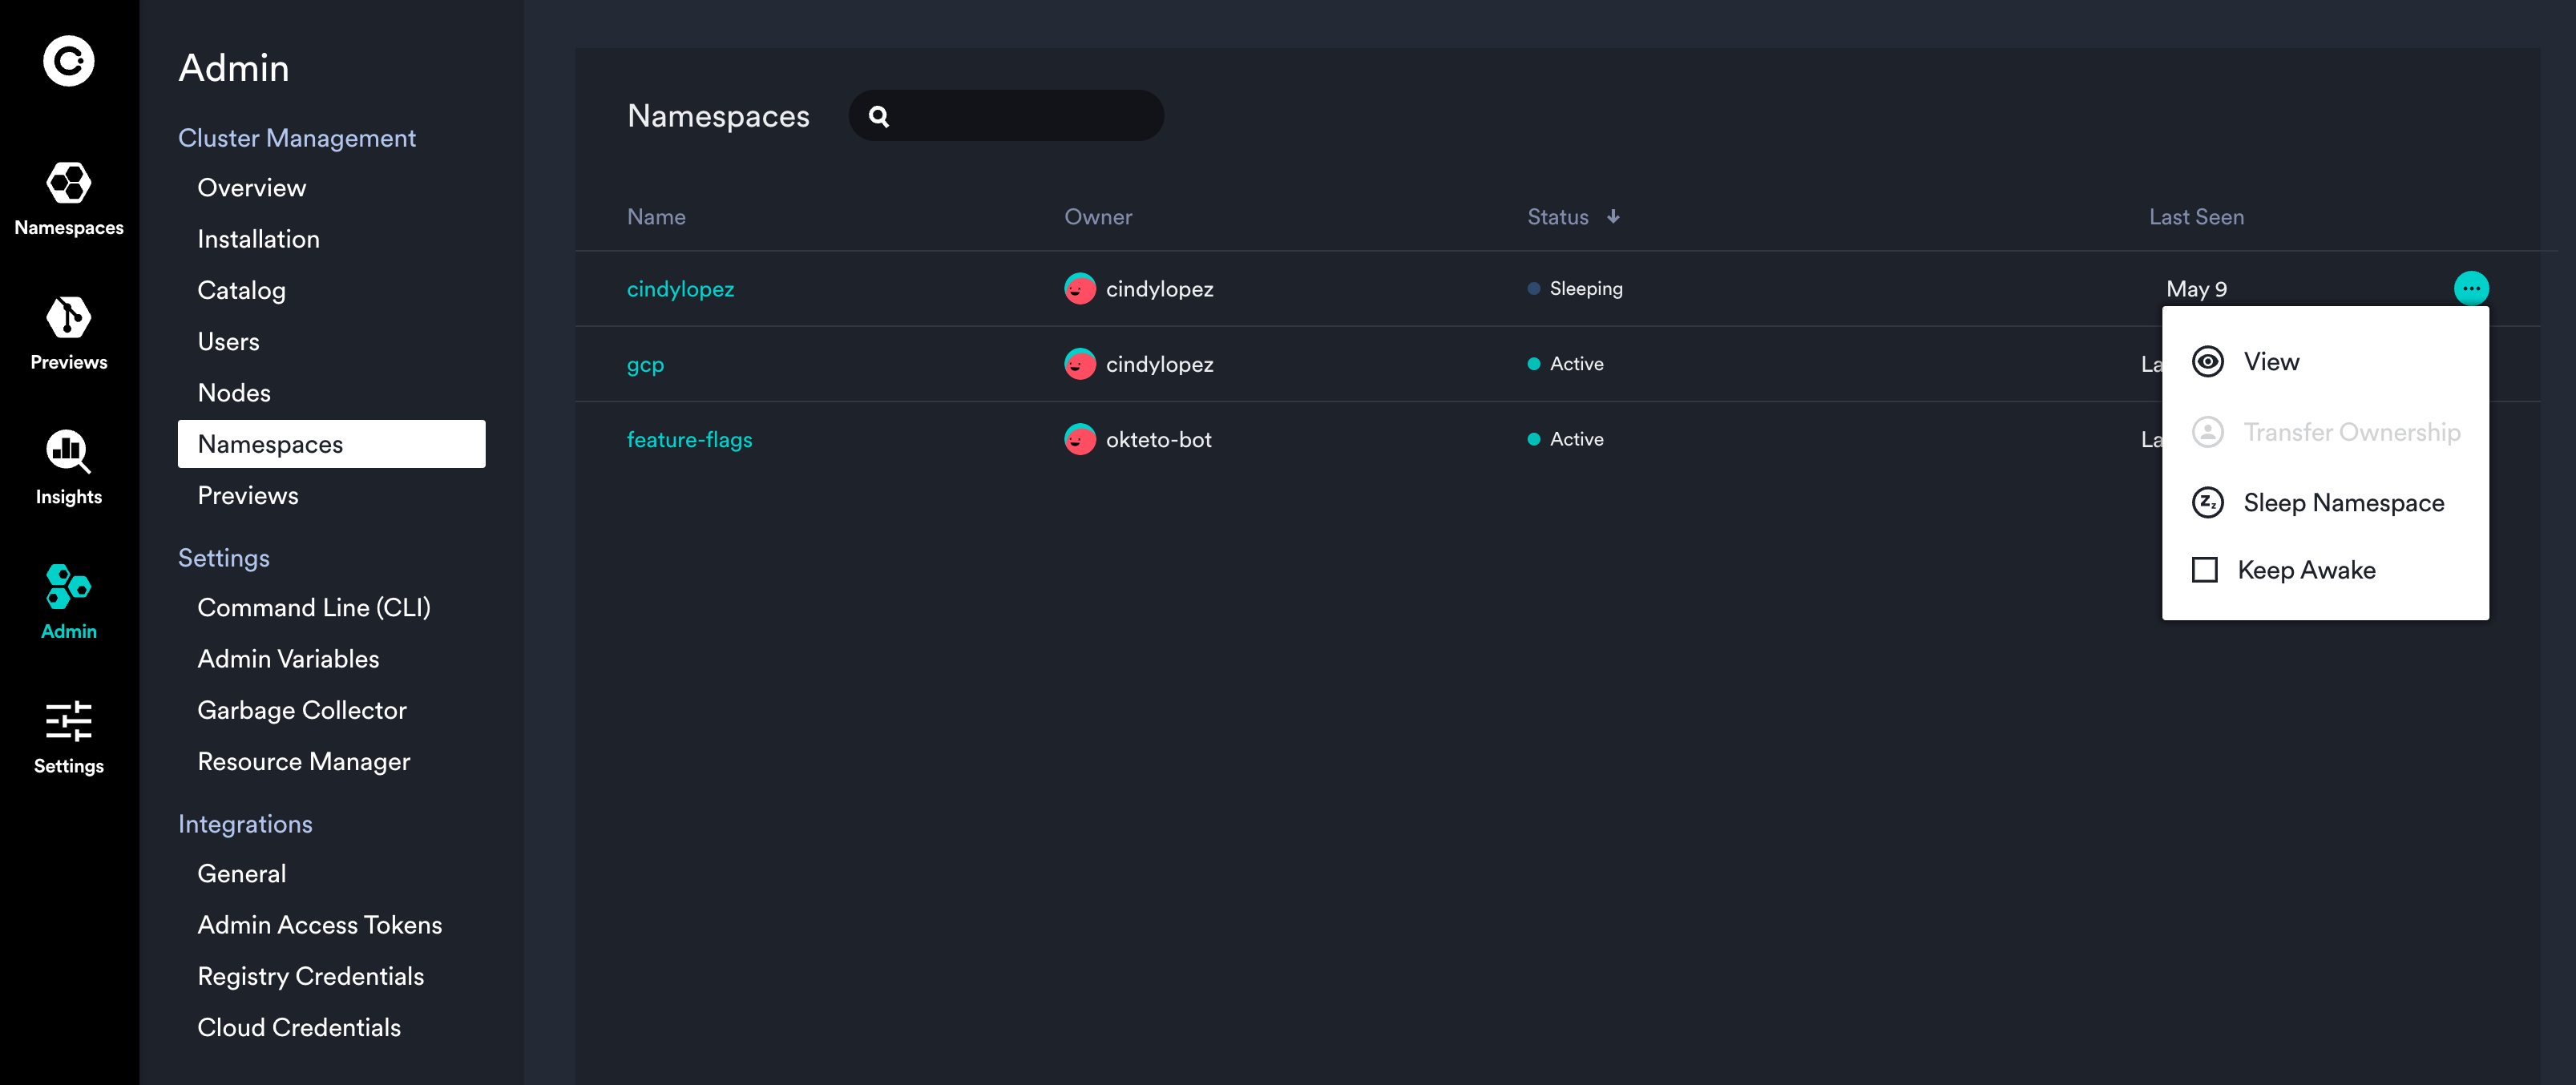 Namespaces
Previews
Insights
Admin
Settings
Admin
Cluster Management
Overview
Installation
Catalog
Users
Nodes
Namespaces
Previews
Settings
Command Line (CLI)
Admin Variables
Garbage Collector
Resource Manager
Integrations
General
Admin Access Tokens
Registry Credentials
Cloud Credentials
Namespaces
Name Owner Status Last Seen
cindylopez cindylopez Sleeping May 9
gcp cindylopez Active La
feature-flags okteto-bot Active La
View
Transfer Ownership
Sleep Namespace
Keep Awake